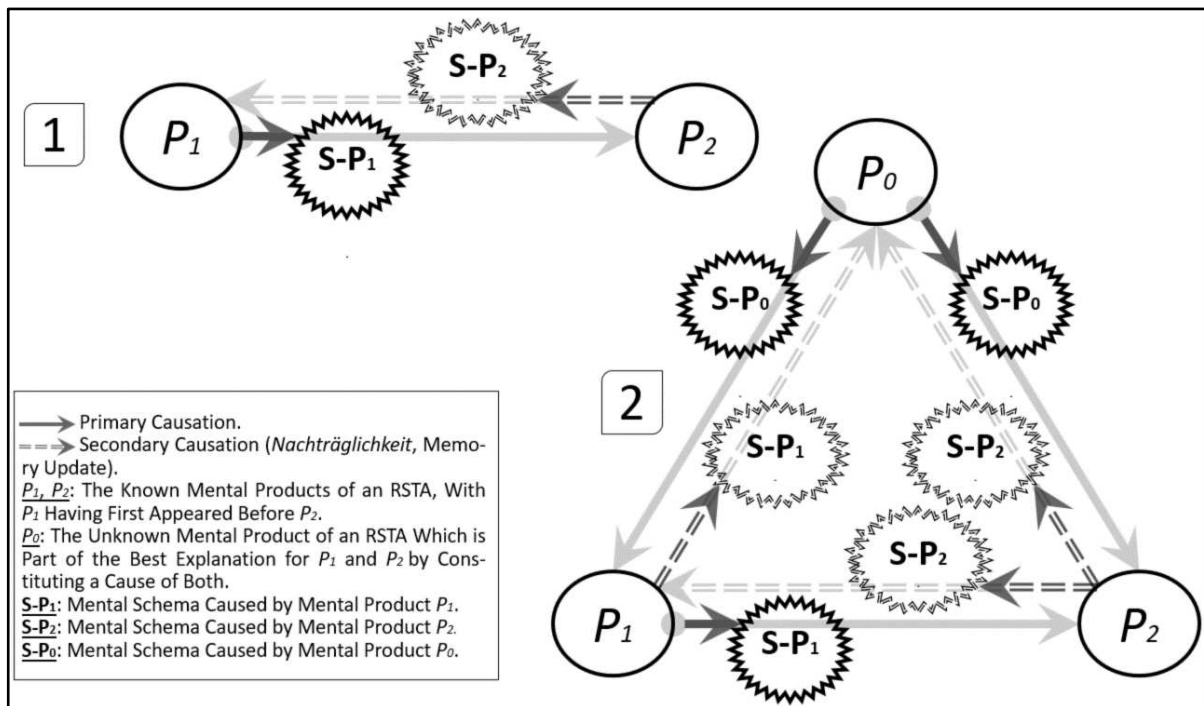 1
P1
S-P2
S-P1
P2
P0
S-P0
S-P0
2
S-P1
S-P2
S-P2
P1
S-P1
P2
Primary Causation.
Secondary Causation (Nachträglichkeit, Memo-
ry Update).
P1, P2: The Known Mental Products of an RSTA, With
P1 Having First Appeared Before P2.
P0: The Unknown Mental Product of an RSTA Which is
Part of the Best Explanation for P1 and P2 by Cons-
tituting a Cause of Both.
S-P1: Mental Schema Caused by Mental Product P1.
S-P2: Mental Schema Caused by Mental Product P2.
S-P0: Mental Schema Caused by Mental Product P0.